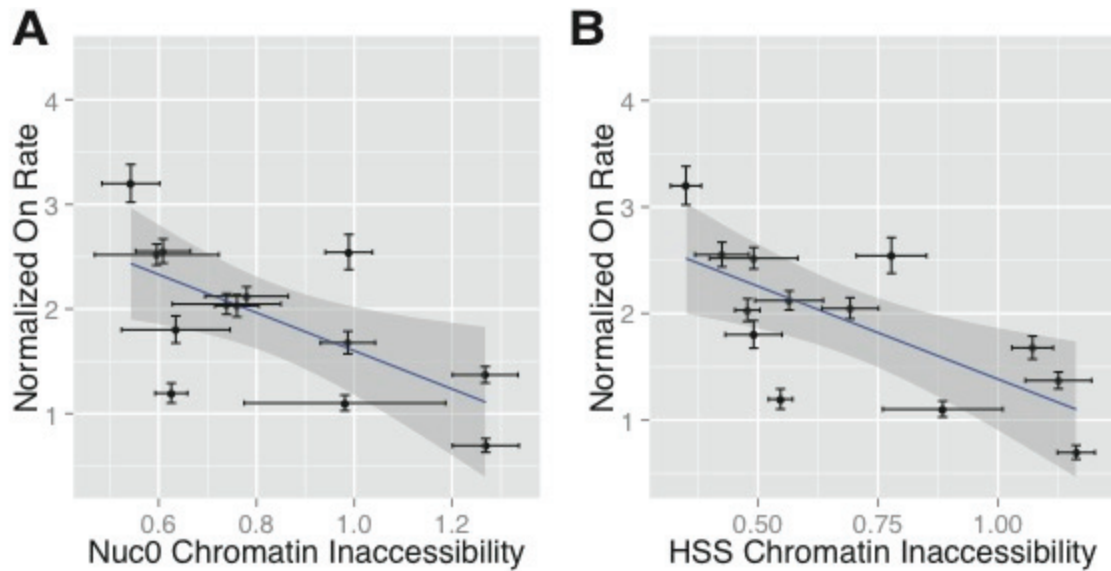 A
B
Normalized On Rate
4
3
2
1
0.6 0.8 1.0 1.2
Nuc0 Chromatin Inaccessibility
Normalized On Rate
4
3
2
1
0.50 0.75 1.00
HSS Chromatin Inaccessibility